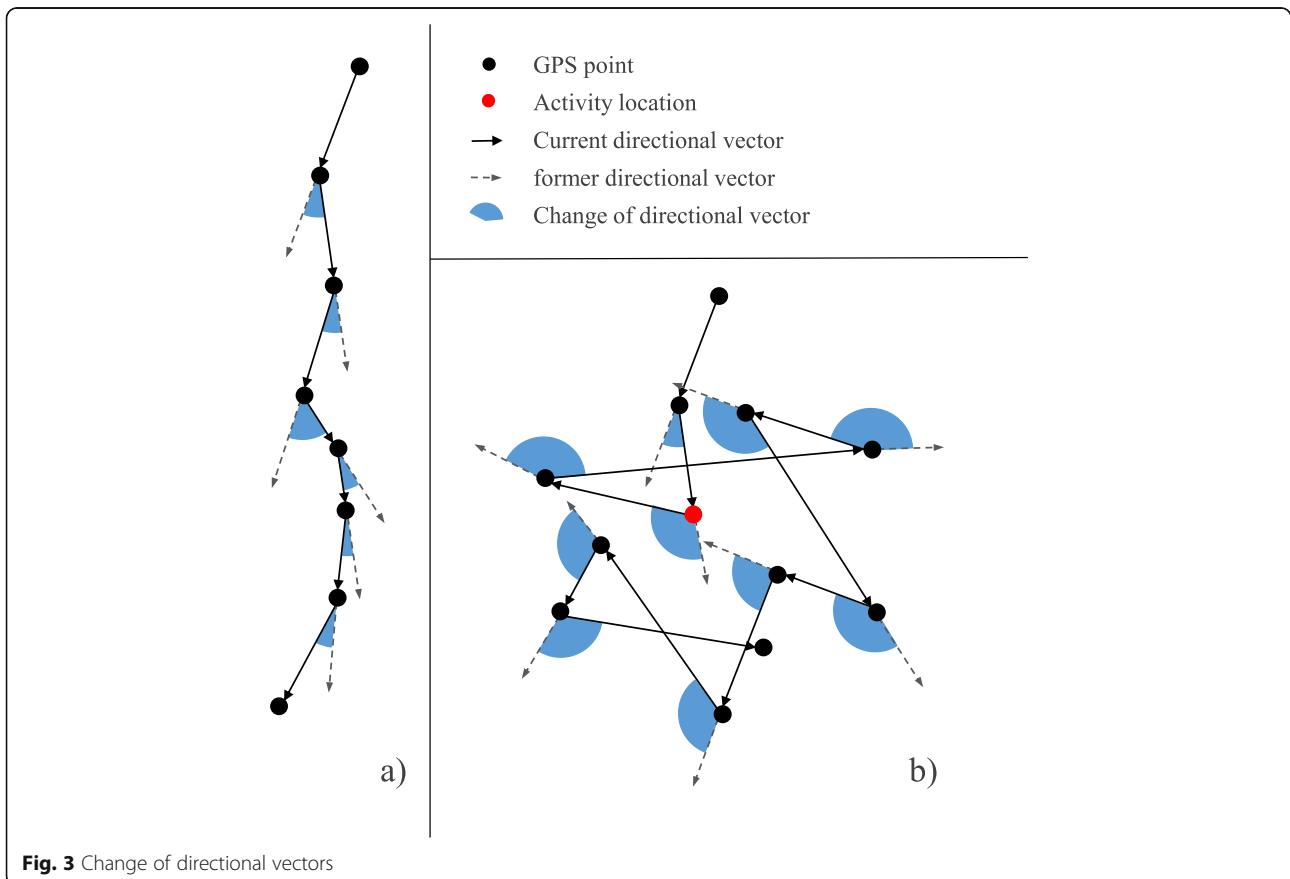 GPS point
Activity location
Current directional vector
former directional vector
Change of directional vector
a)
b)
Fig. 3 Change of directional vectors